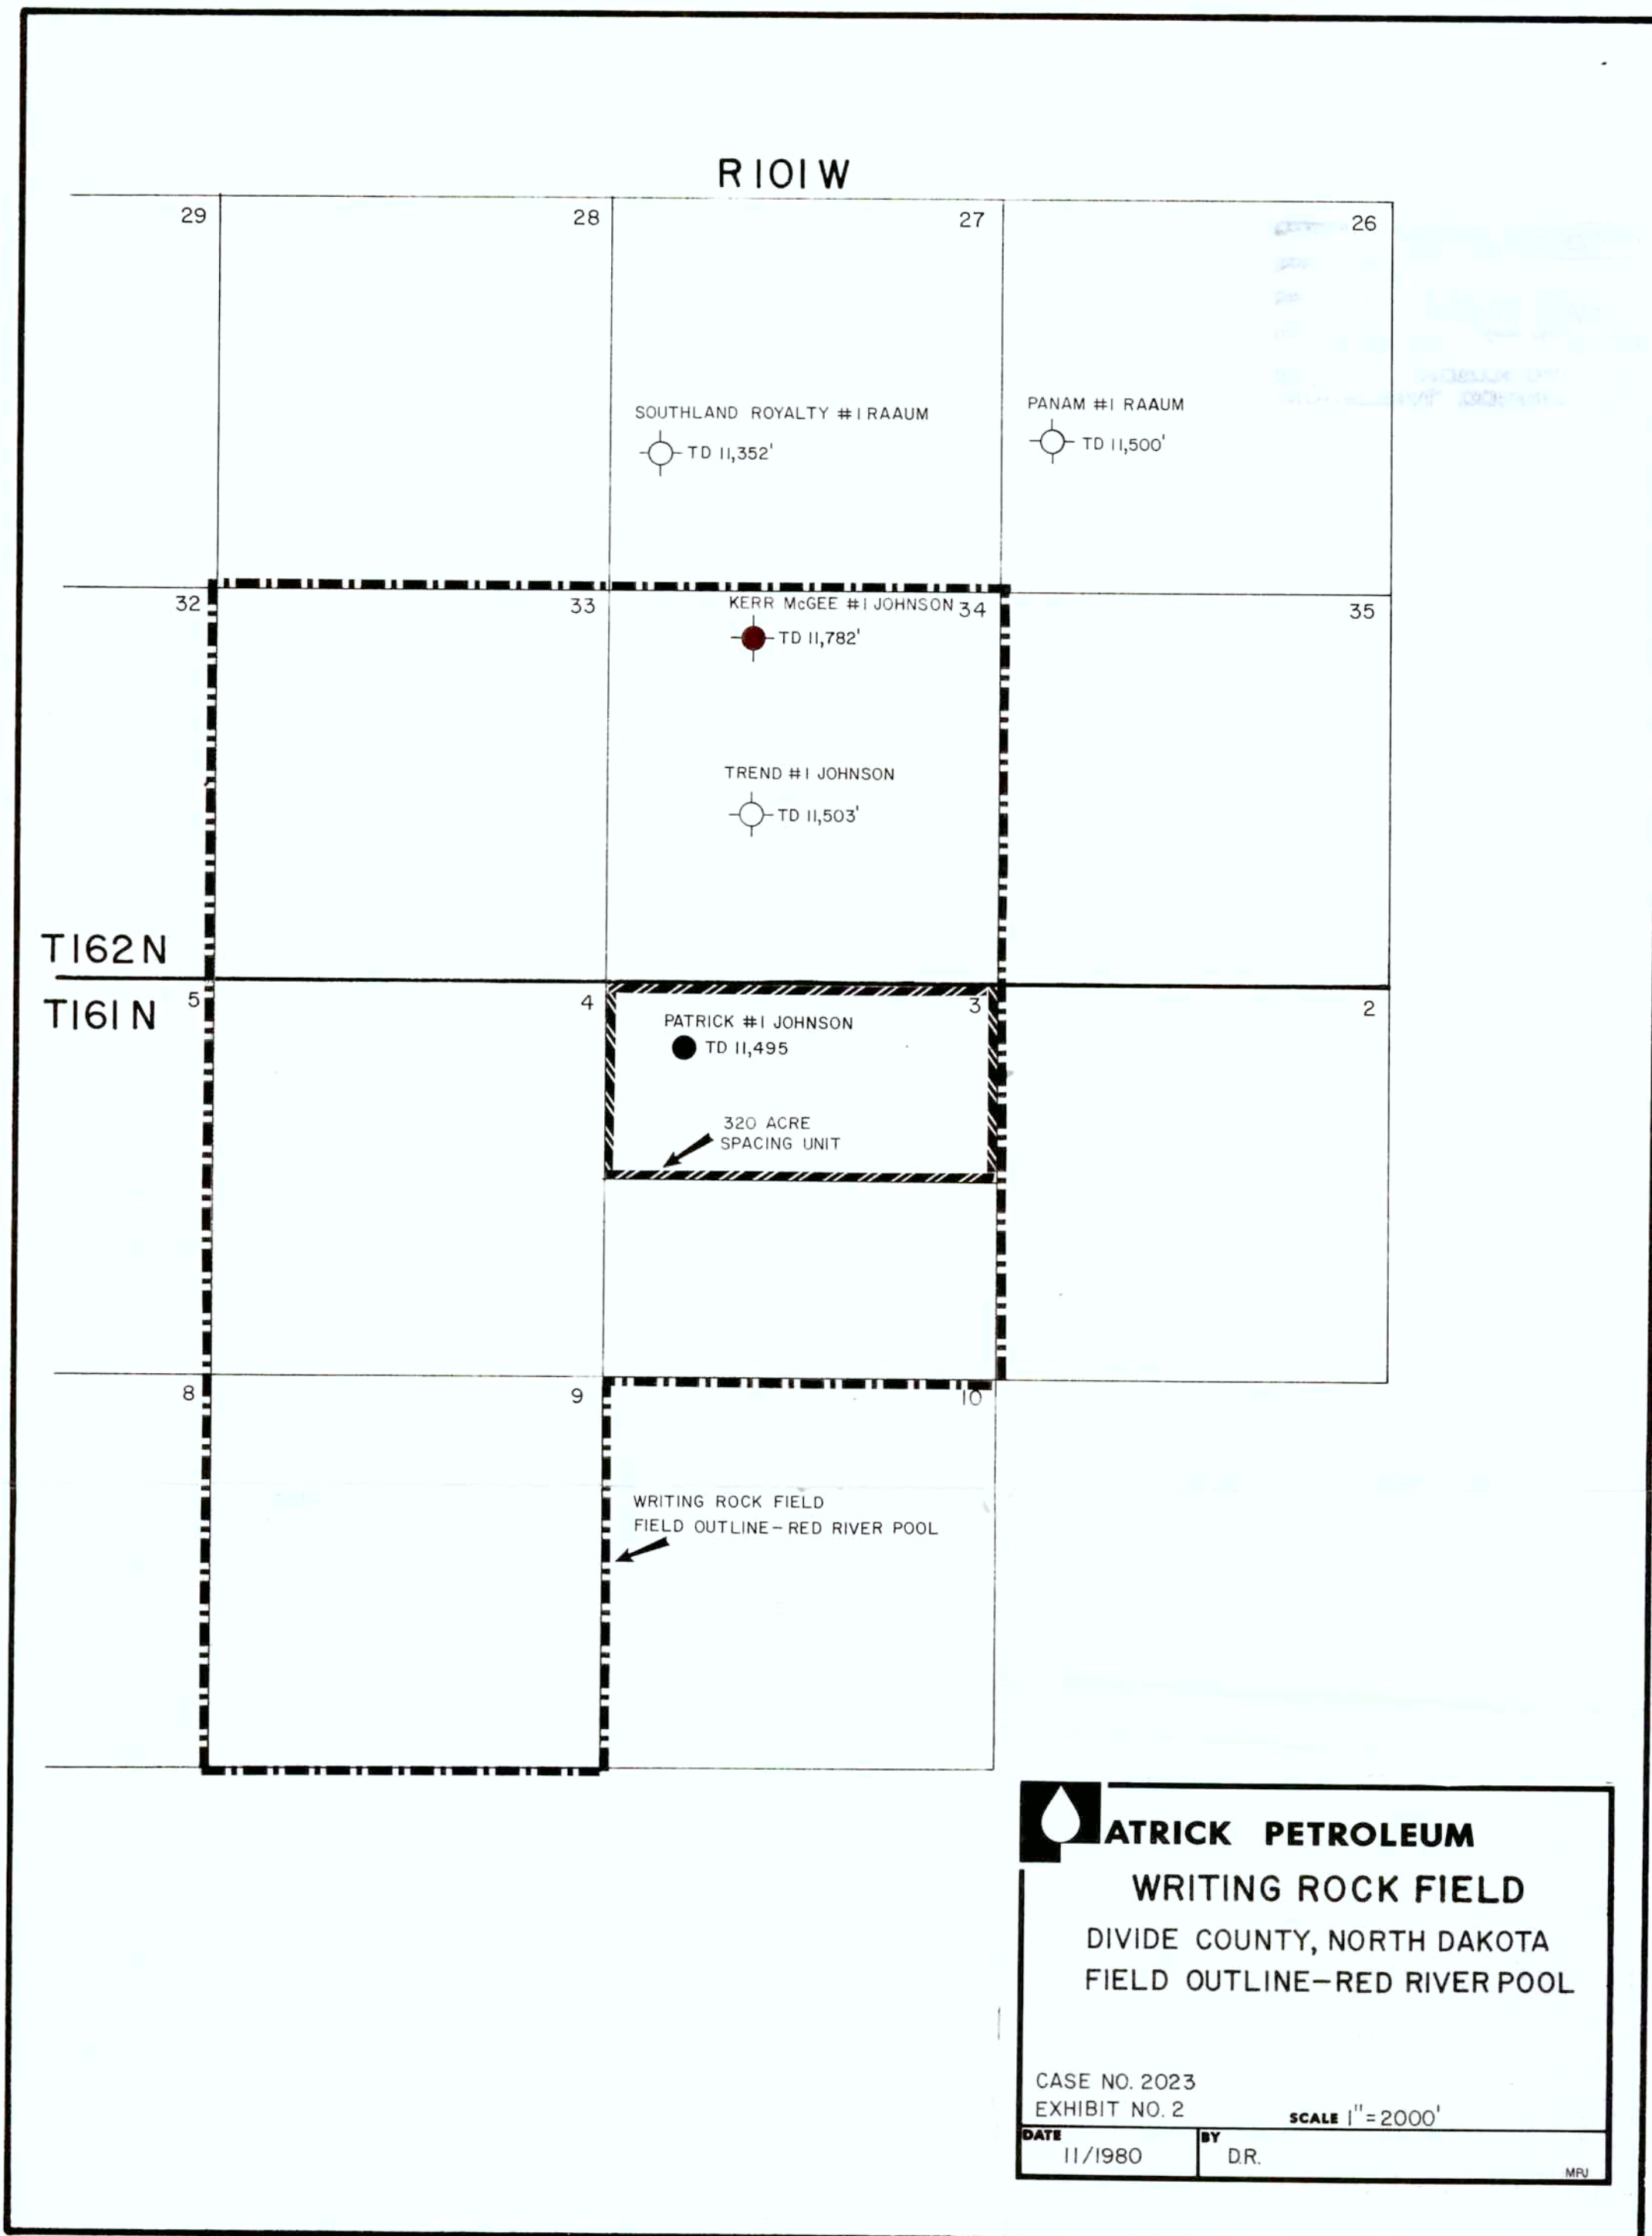 R 101 W
29
28
27
26
SOUTHLAND ROYALTY #1 RAAUM
TD 11,352'
PANAM #1 RAAUM
TD 11,500'
32
33
KERR McGEE #1 JOHNSON
34
35
TD 11,782'
TREND #1 JOHNSON
TD 11,503'
T162N
T161N
5
4
3
2
PATRICK #1 JOHNSON
TD 11,495
320 ACRE
SPACING UNIT
8
9
10
WRITING ROCK FIELD
FIELD OUTLINE-RED RIVER POOL
ATRICK PETROLEUM
WRITING ROCK FIELD
DIVIDE COUNTY, NORTH DAKOTA
FIELD OUTLINE-RED RIVER POOL
CASE NO. 2023
EXHIBIT NO. 2
SCALE 1"=2000'
DATE
11/1980
BY
D.R.
MPJ